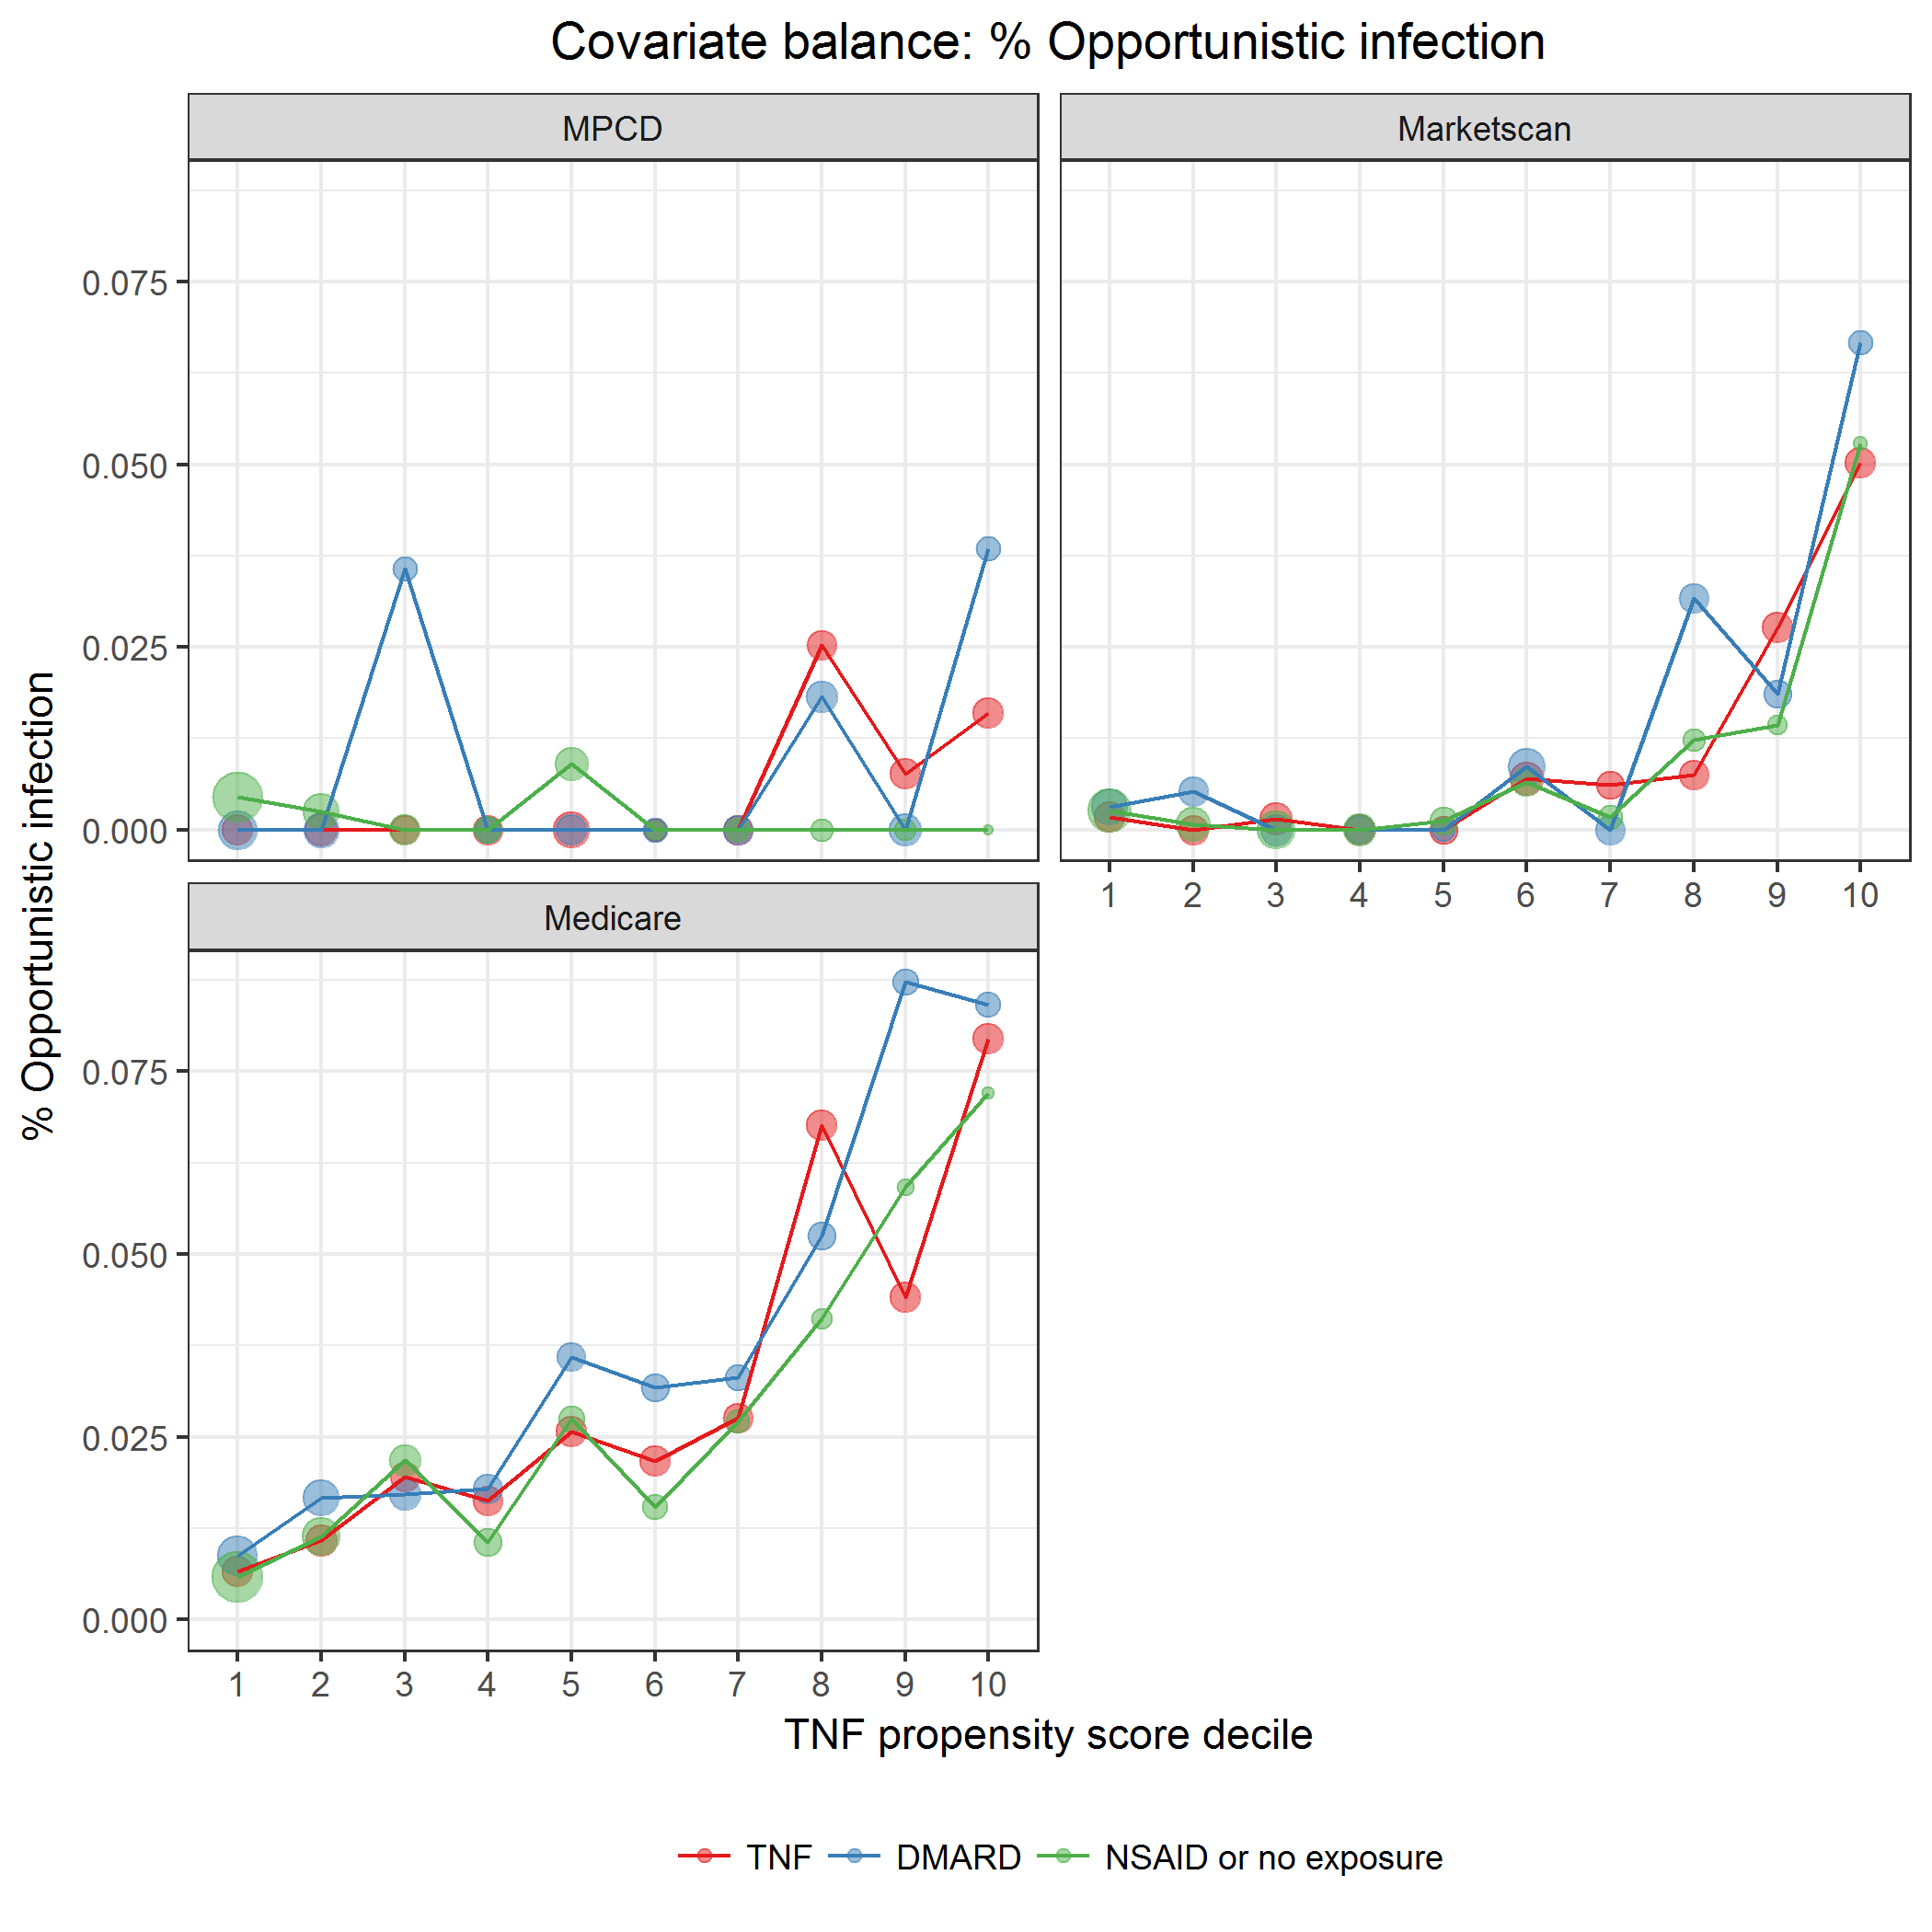 Covariate balance: % Opportunistic infection
MPCD
Marketscan
0.075
0.050
0.025
0.000
1 2 3 4 5 6 7 8 9 10
Medicare
0.075
0.050
0.025
0.000
1 2 3 4 5 6 7 8 9 10
% Opportunistic infection
TNF propensity score decile
TNF DMARD NSAID or no exposure